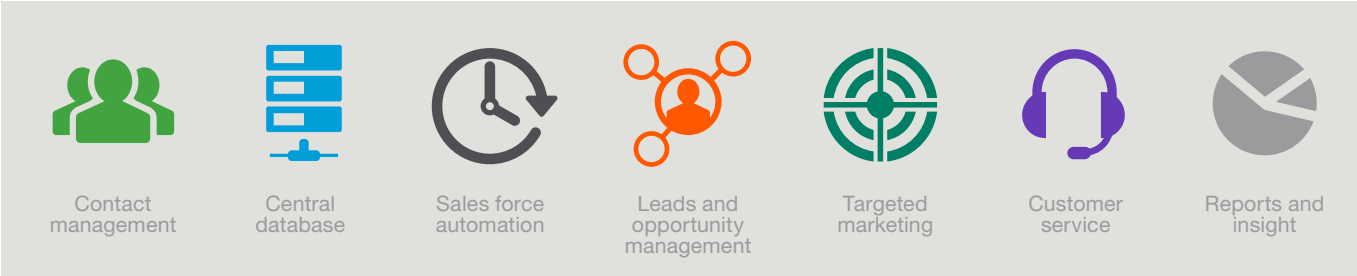 Contact
management
Central
database
Sales force
automation
Leads and
opportunity
management
Targeted
marketing
Customer
service
Reports and
insight